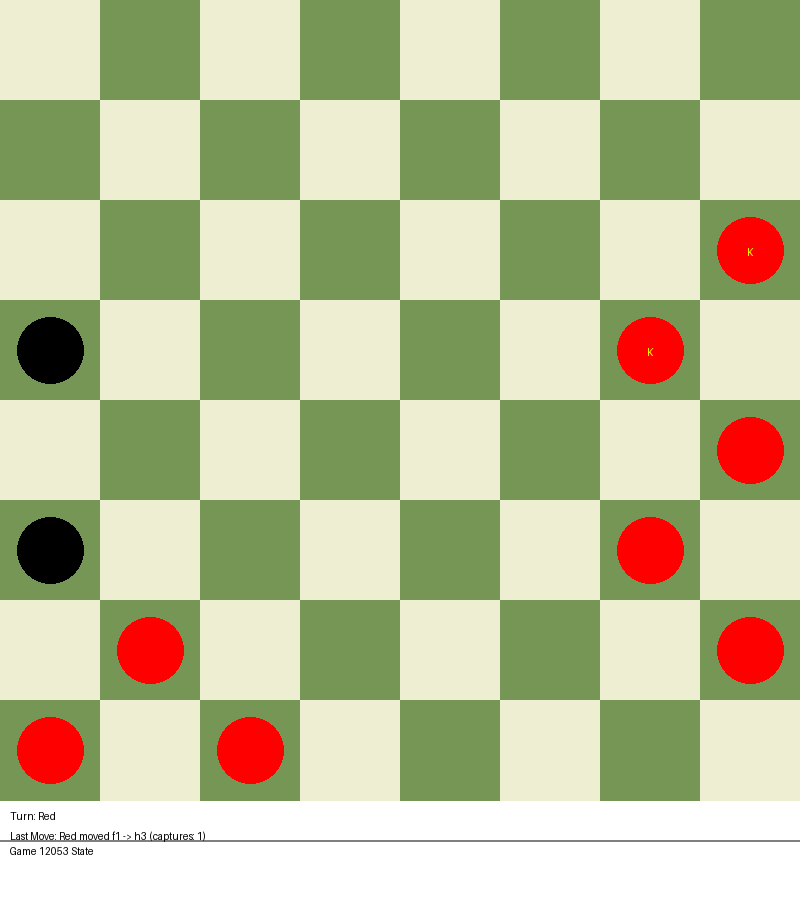 K
K
Turn: Red
Last Move: Red moved f1 -> h3 (captures: 1)
Game 12053 State